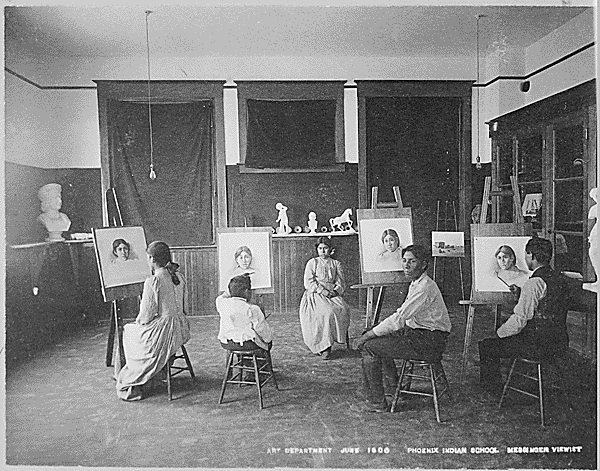 ART DEPARTMENT JUNE 1900 PHOENIX INDIAN SCHOOL. MESSINGER VIEWIST